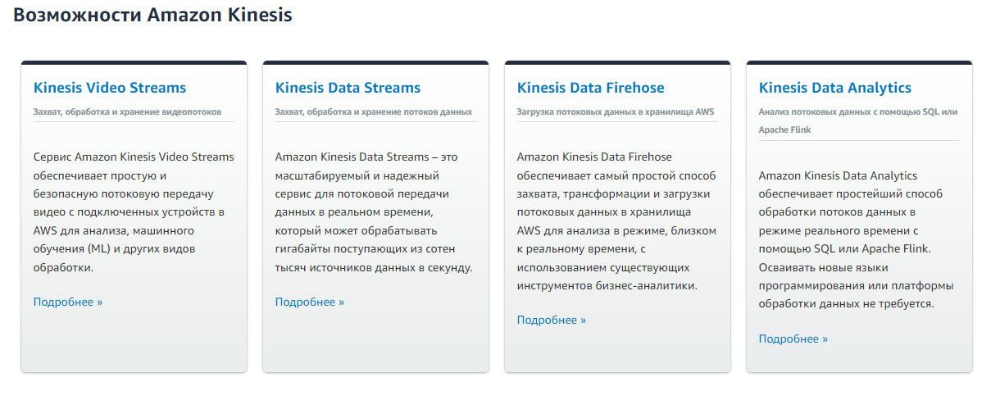 Возможности Amazon Kinesis
Kinesis Video Streams
Захват, обработка и хранение видеопотоков
Сервис Amazon Kinesis Video Streams
обеспечивает простую и
безопасную потоковую передачу
видео с подключенных устройств в
AWS для анализа, машинного
обучения (ML) и других видов
обработки.
Подробнее »
Kinesis Data Streams
Захват, обработка и хранение потоков данных
Amazon Kinesis Data Streams – это
масштабируемый и надежный
сервис для потоковой передачи
данных в реальном времени,
который может обрабатывать
гигабайты поступающих из сотен
тысяч источников данных в секунду.
Подробнее »
Kinesis Data Firehose
Загрузка потоковых данных в хранилища AWS
Amazon Kinesis Data Firehose
обеспечивает самый простой способ
захвата, трансформации и загрузки
потоковых данных в хранилища
AWS для анализа в режиме, близком
к реальному времени, с
использованием существующих
инструментов бизнес-аналитики.
Подробнее »
Kinesis Data Analytics
Анализ потоковых данных с помощью SQL или
Apache Flink
Amazon Kinesis Data Analytics
обеспечивает простейший способ
обработки потоков данных в
режиме реального времени с
помощью SQL или Apache Flink.
Осваивать новые языки
программирования или платформы
обработки данных не требуется.
Подробнее »